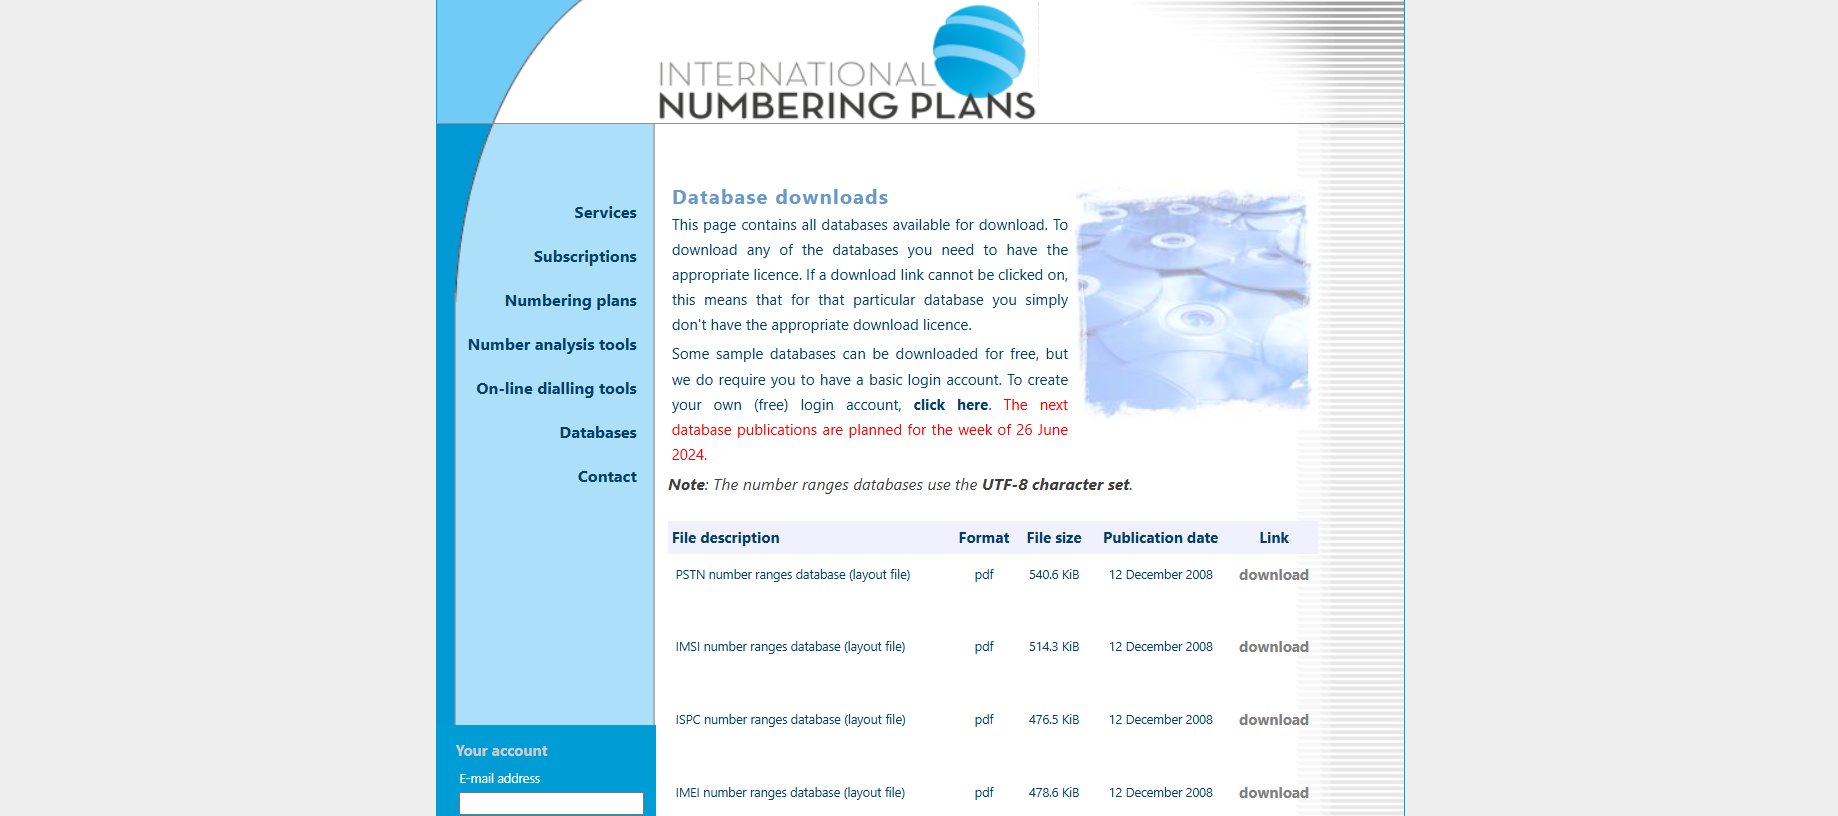 INTERNATIONAL
NUMBERING PLANS
Services
Subscriptions
Numbering plans
Number analysis tools
On-line dialling tools
Databases
Contact
Your account
E-mail address
Database downloads
This page contains all databases available for download. To
download any of the databases you need to have the
appropriate licence. If a download link cannot be clicked on,
this means that for that particular database you simply
don't have the appropriate download licence.
Some sample databases can be downloaded for free, but
we do require you to have a basic login account. To create
your own (free) login account, click here. The next
database publications are planned for the week of 26 June
2024.
Note: The number ranges databases use the UTF-8 character set.
File description Format File size Publication date Link
PSTN number ranges database (layout file) pdf 540.6 KiB 12 December 2008 download
IMSI number ranges database (layout file) pdf 514.3 KiB 12 December 2008 download
ISPC number ranges database (layout file) pdf 476.5 KiB 12 December 2008 download
IMEI number ranges database (layout file) pdf 478.6 KiB 12 December 2008 download